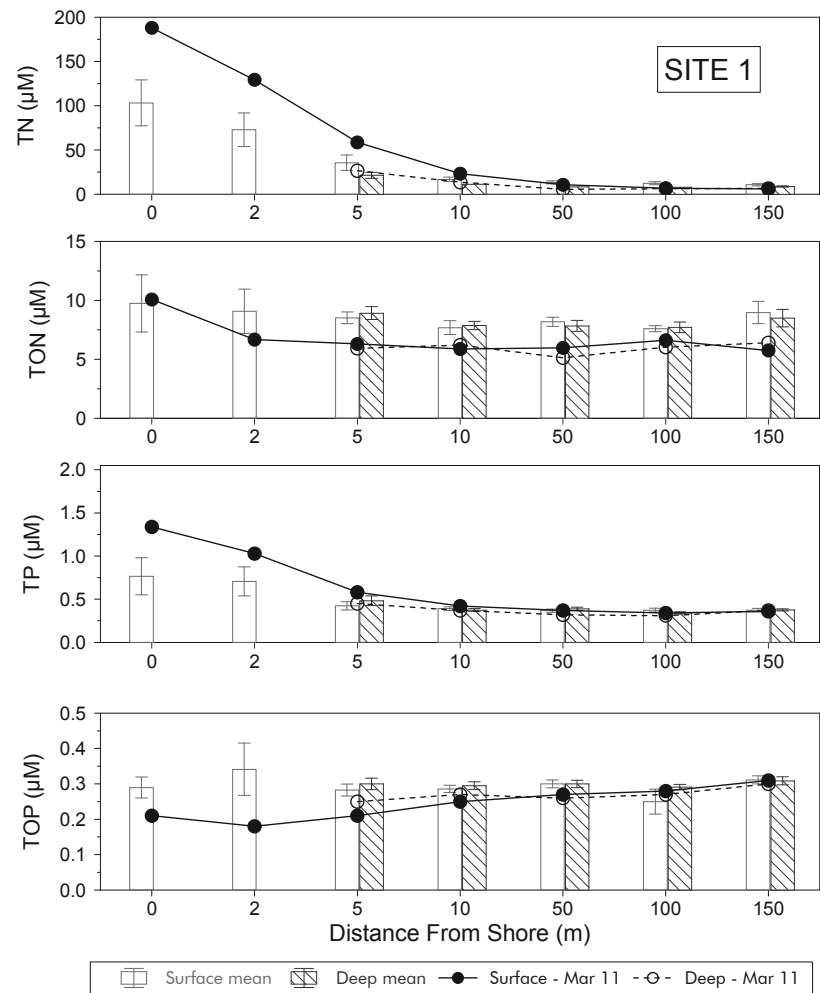 SITE 1
TN (µM)
200
150
100
50
0
0 2 5 10 50 100 150
TON (µM)
15
10
5
0
0 2 5 10 50 100 150
TP (µM)
2.0
1.5
1.0
0.5
0.0
0 2 5 10 50 100 150
TOP (µM)
0.5
0.4
0.3
0.2
0.1
0.0
0 2 5 10 50 100 150
Distance From Shore (m)
Surface mean Deep mean Surface - Mar 11 Deep - Mar 11